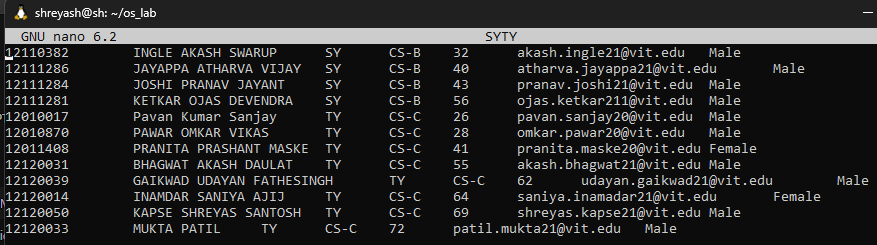 shreyash@sh: ~/os_lab
GNU nano 6.2 SYTY
12110382 INGLE AKASH SWARUP SY CS-B 32 akash.ingle21@vit.edu Male
12111286 JAYAPPA ATHARVA VIJAY SY CS-B 40 atharva.jayappa21@vit.edu Male
12111284 JOSHI PRANAV JAYANT SY CS-B 43 pranav.joshi21@vit.edu Male
12111281 KETKAR OJAS DEVENDRA SY CS-B 56 ojas.ketkar211@vit.edu Male
12010017 Pavan Kumar Sanjay TY CS-C 26 pavan.sanjay20@vit.edu Male
12010870 PAWAR OMKAR VIKAS TY CS-C 28 omkar.pawar20@vit.edu Male
12011408 PRANITA PRASHANT MASKE TY CS-C 41 pranita.maske20@vit.edu Female
12120031 BHAGWAT AKASH DAULAT TY CS-C 55 akash.bhagwat21@vit.edu Male
12120039 GAIKWAD UDAYAN FATHESINGH TY CS-C 62 udayan.gaikwad21@vit.edu Male
12120014 INAMDAR SANIYA AJIJ TY CS-C 64 saniya.inamadar21@vit.edu Female
12120050 KAPSE SHREYAS SANTOSH TY CS-C 69 shreyas.kapse21@vit.edu Male
12120033 MUKTA PATIL TY CS-C 72 patil.mukta21@vit.edu Male